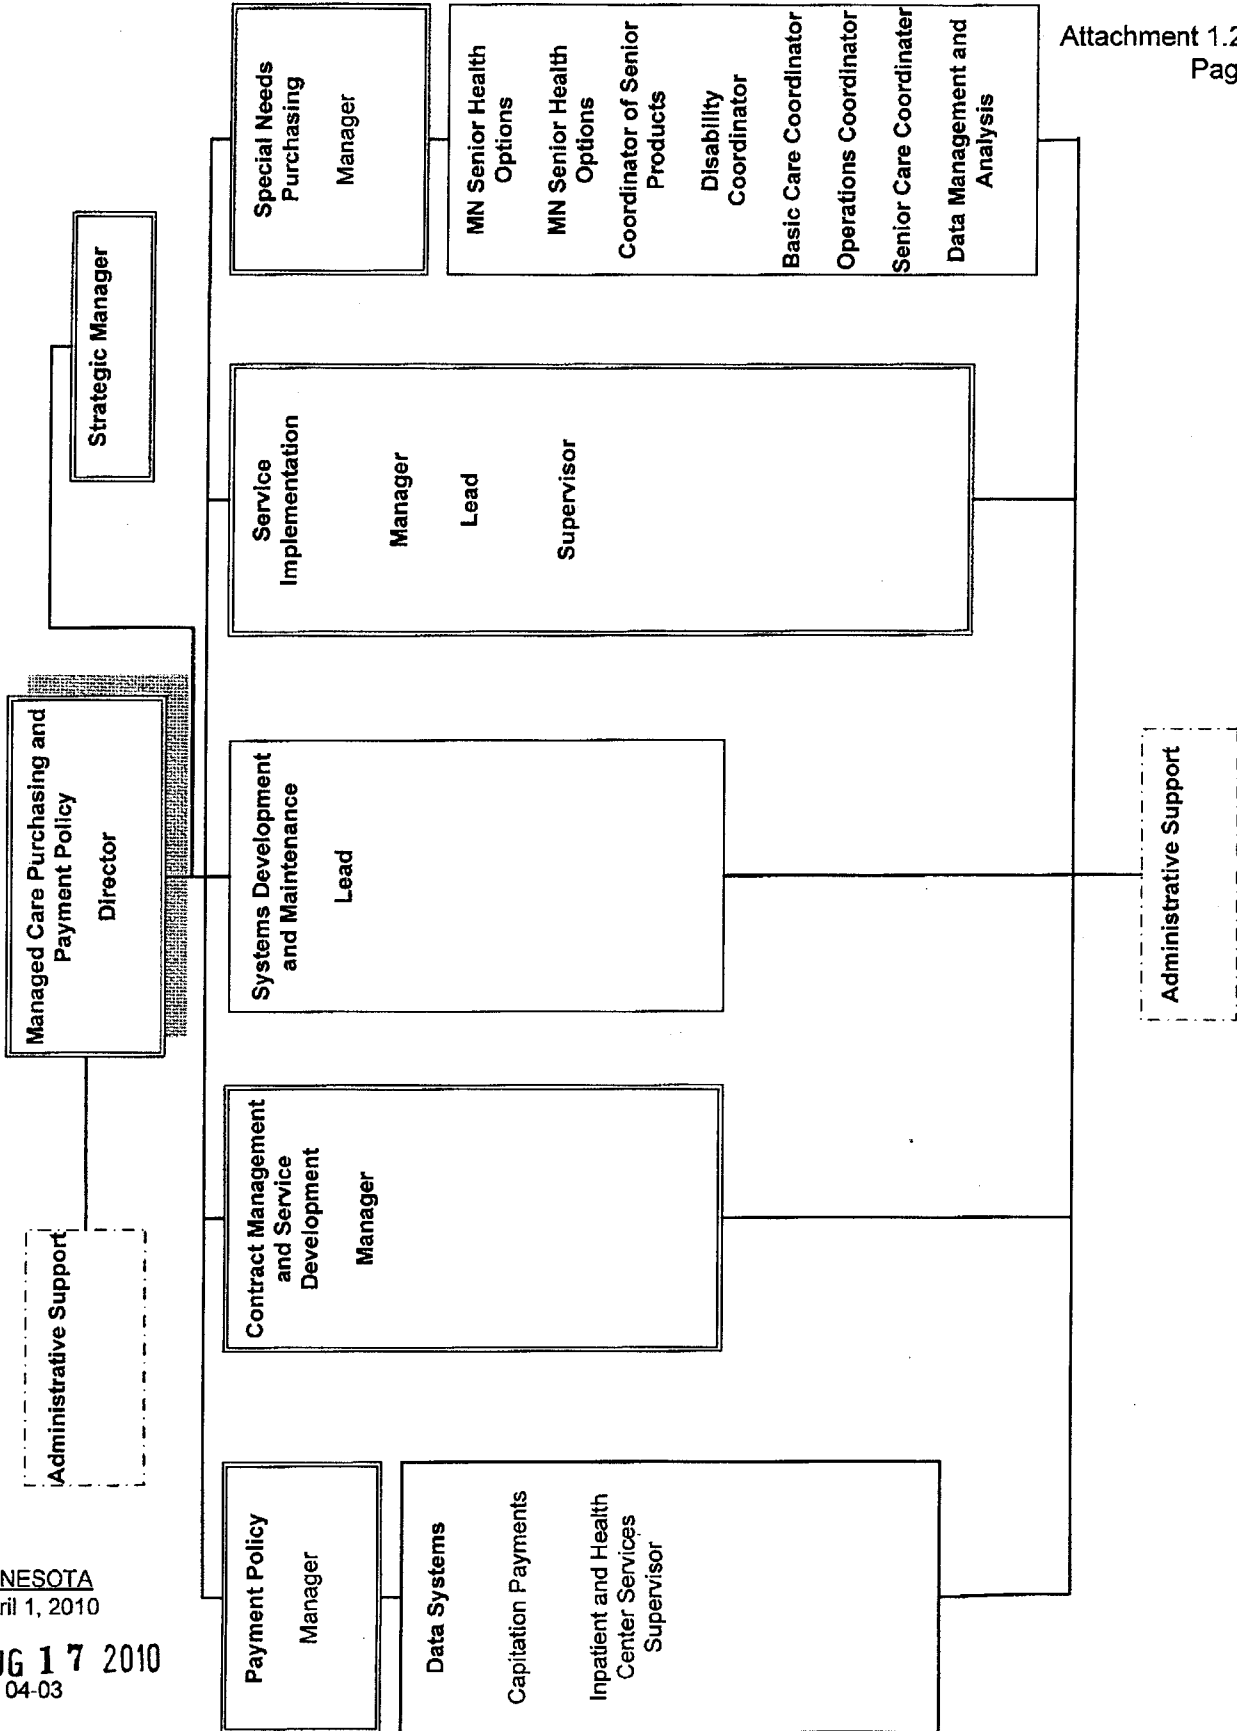 Attachment 1.2
Pag
Managed Care Purchasing and
Payment Policy
Director
Administrative Support
Strategic Manager
Payment Policy
Manager
Data Systems
Capitation Payments
Inpatient and Health
Center Services
Supervisor
Contract Management
and Service
Development
Manager
Systems Development
and Maintenance
Lead
Service
Implementation
Manager
Lead
Supervisor
Special Needs
Purchasing
Manager
MN Senior Health
Options
MN Senior Health
Options
Coordinator of Senior
Products
Disability
Coordinator
Basic Care Coordinator
Operations Coordinator
Senior Care Coordinater
Data Management and
Analysis
Administrative Support
NESOTA
ril 1, 2010
UG 17 2010
04-03